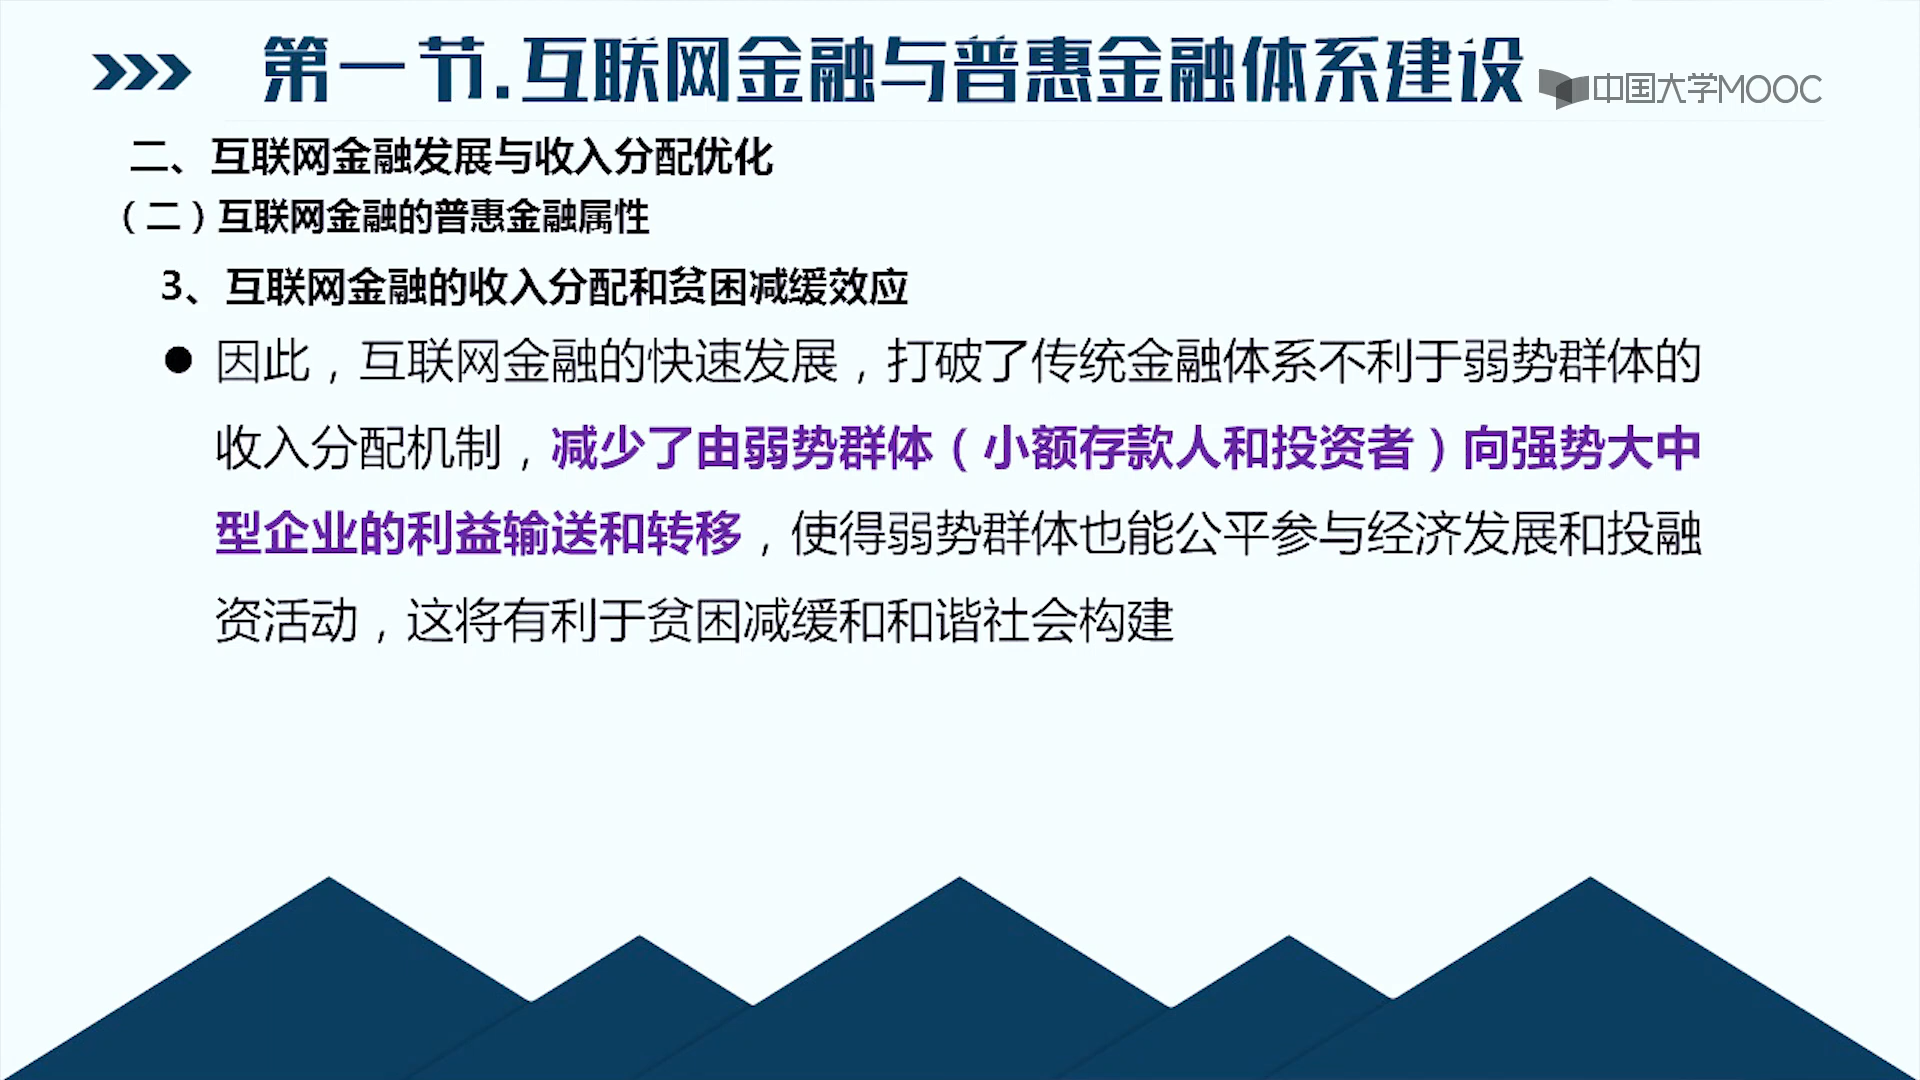 第一节.互联网金融与普惠金融体系建设
中国大学MOOC
二、互联网金融发展与收入分配优化
（二）互联网金融的普惠金融属性
3、互联网金融的收入分配和贫困减缓效应
● 因此，互联网金融的快速发展，打破了传统金融体系不利于弱势群体的
收入分配机制，减少了由弱势群体（小额存款人和投资者）向强势大中
型企业的利益输送和转移，使得弱势群体也能公平参与经济发展和投融
资活动，这将有利于贫困减缓和和谐社会构建